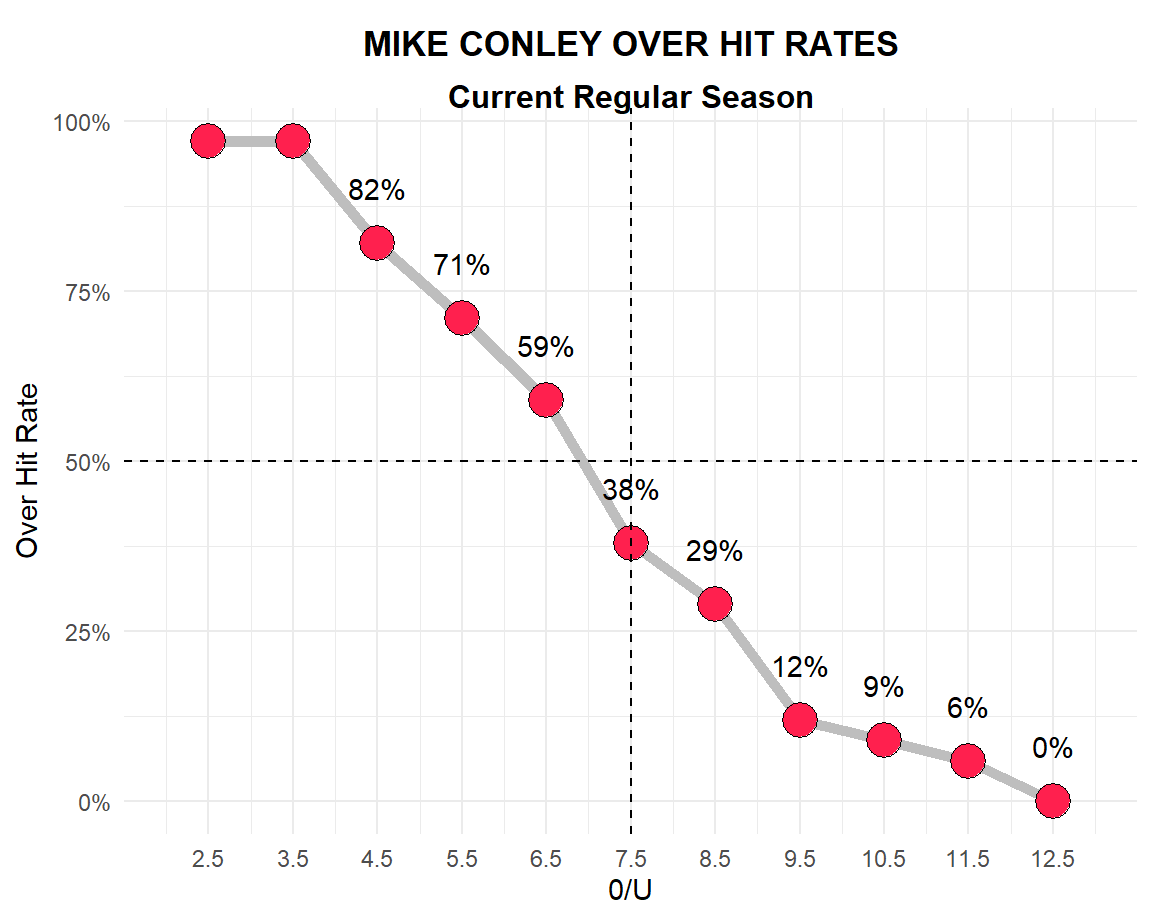 MIKE CONLEY OVER HIT RATES
Current Regular Season
100%
75%
50%
25%
0%
Over Hit Rate
82%
71%
59%
38%
29%
12%
9%
6%
0%
2.5 3.5 4.5 5.5 6.5 7.5 8.5 9.5 10.5 11.5 12.5
0/U